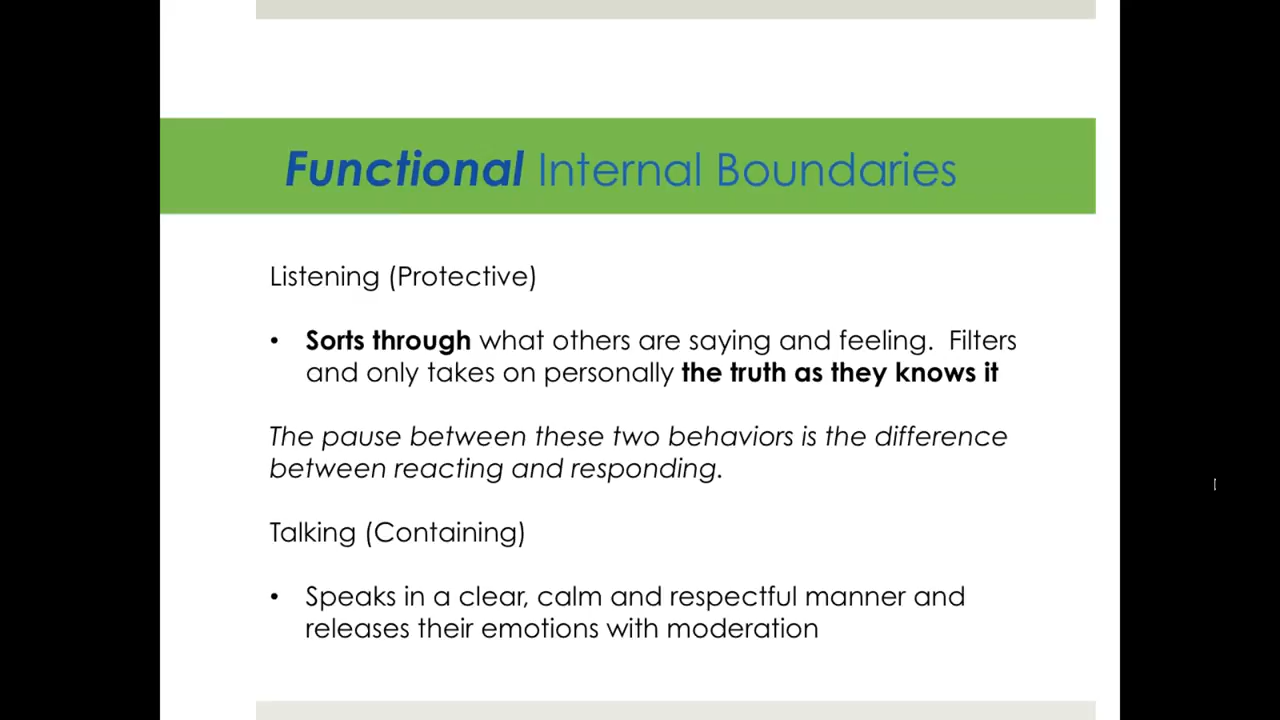 Functional Internal Boundaries
Listening (Protective)
• Sorts through what others are saying and feeling.  Filters
and only takes on personally the truth as they knows it
The pause between these two behaviors is the difference
between reacting and responding.
Talking (Containing)
• Speaks in a clear, calm and respectful manner and
releases their emotions with moderation